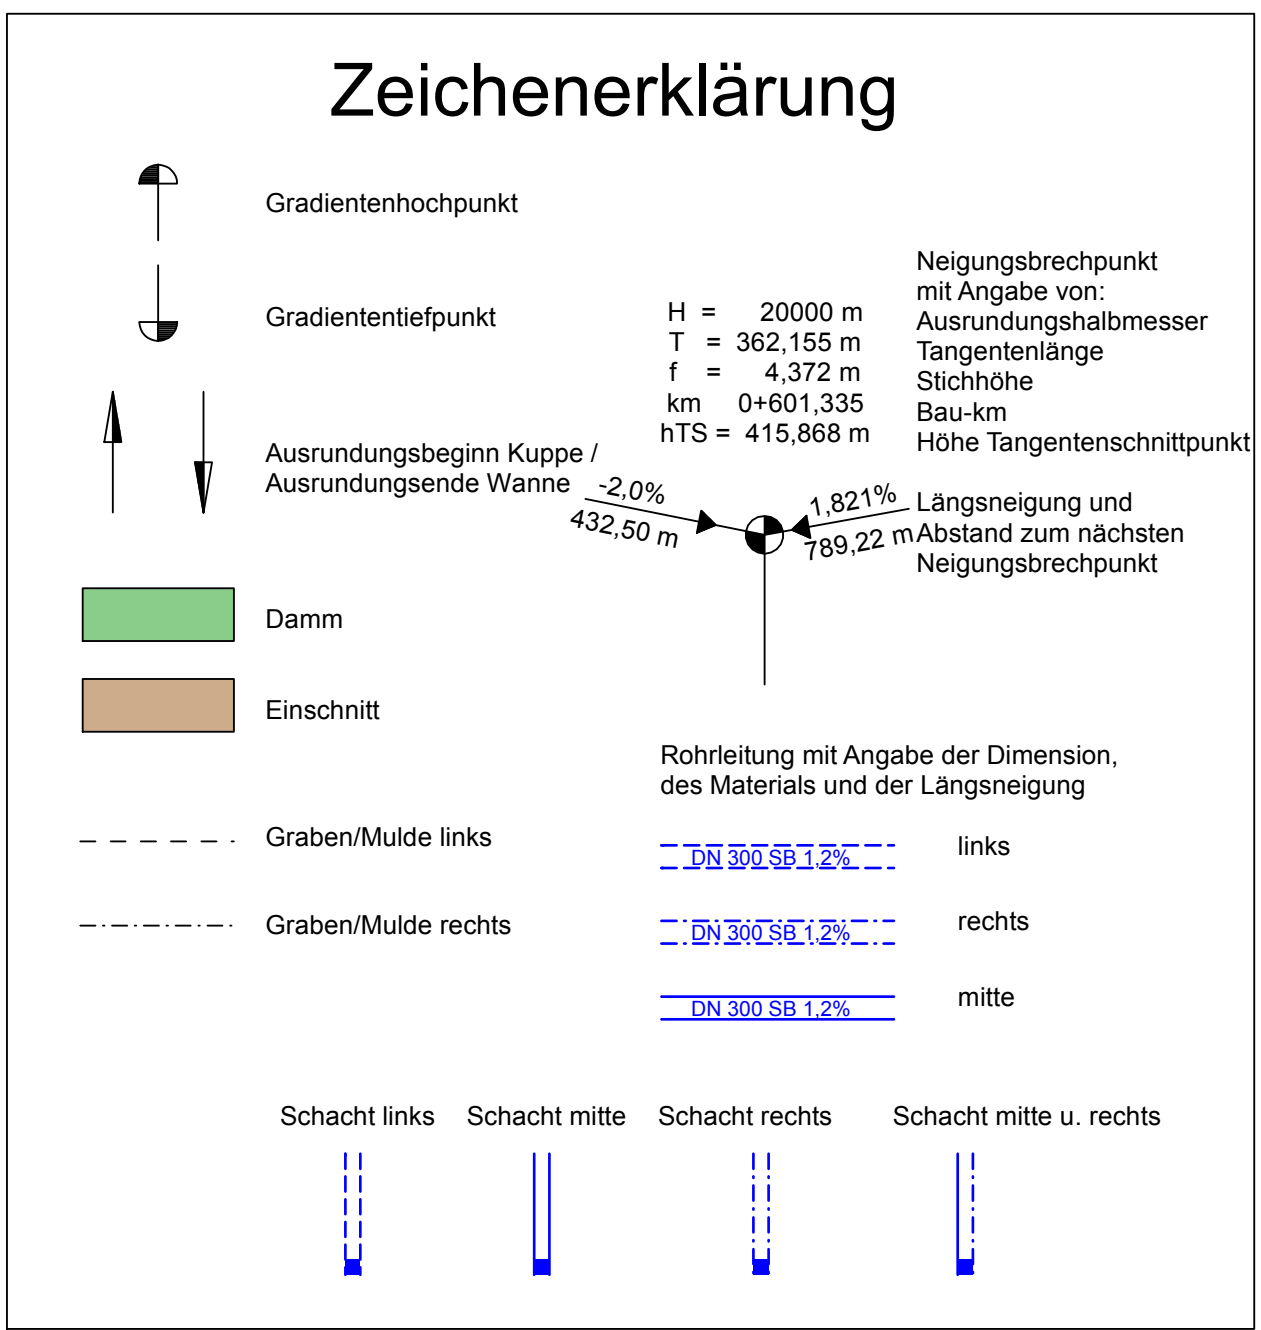 Zeichenerklärung
Gradientenhochpunkt
Gradiententiefpunkt
Ausrundungsbeginn Kuppe /
Ausrundungsende Wanne
H = 20000 m
T = 362,155 m
f = 4,372 m
km 0+601,335
hTS = 415,868 m
Neigungsbrechpunkt
mit Angabe von:
Ausrundungshalbmesser
Tangentenlänge
Stichhöhe
Bau-km
Höhe Tangentenschnittpunkt
-2,0%
432,50 m
1,821%
789,22 m
Längsneigung und
Abstand zum nächsten
Neigungsbrechpunkt
Damm
Einschnitt
Graben/Mulde links
Graben/Mulde rechts
Rohrleitung mit Angabe der Dimension,
des Materials und der Längsneigung
DN 300 SB 1,2% links
DN 300 SB 1,2% rechts
DN 300 SB 1,2% mitte
Schacht links Schacht mitte Schacht rechts Schacht mitte u. rechts